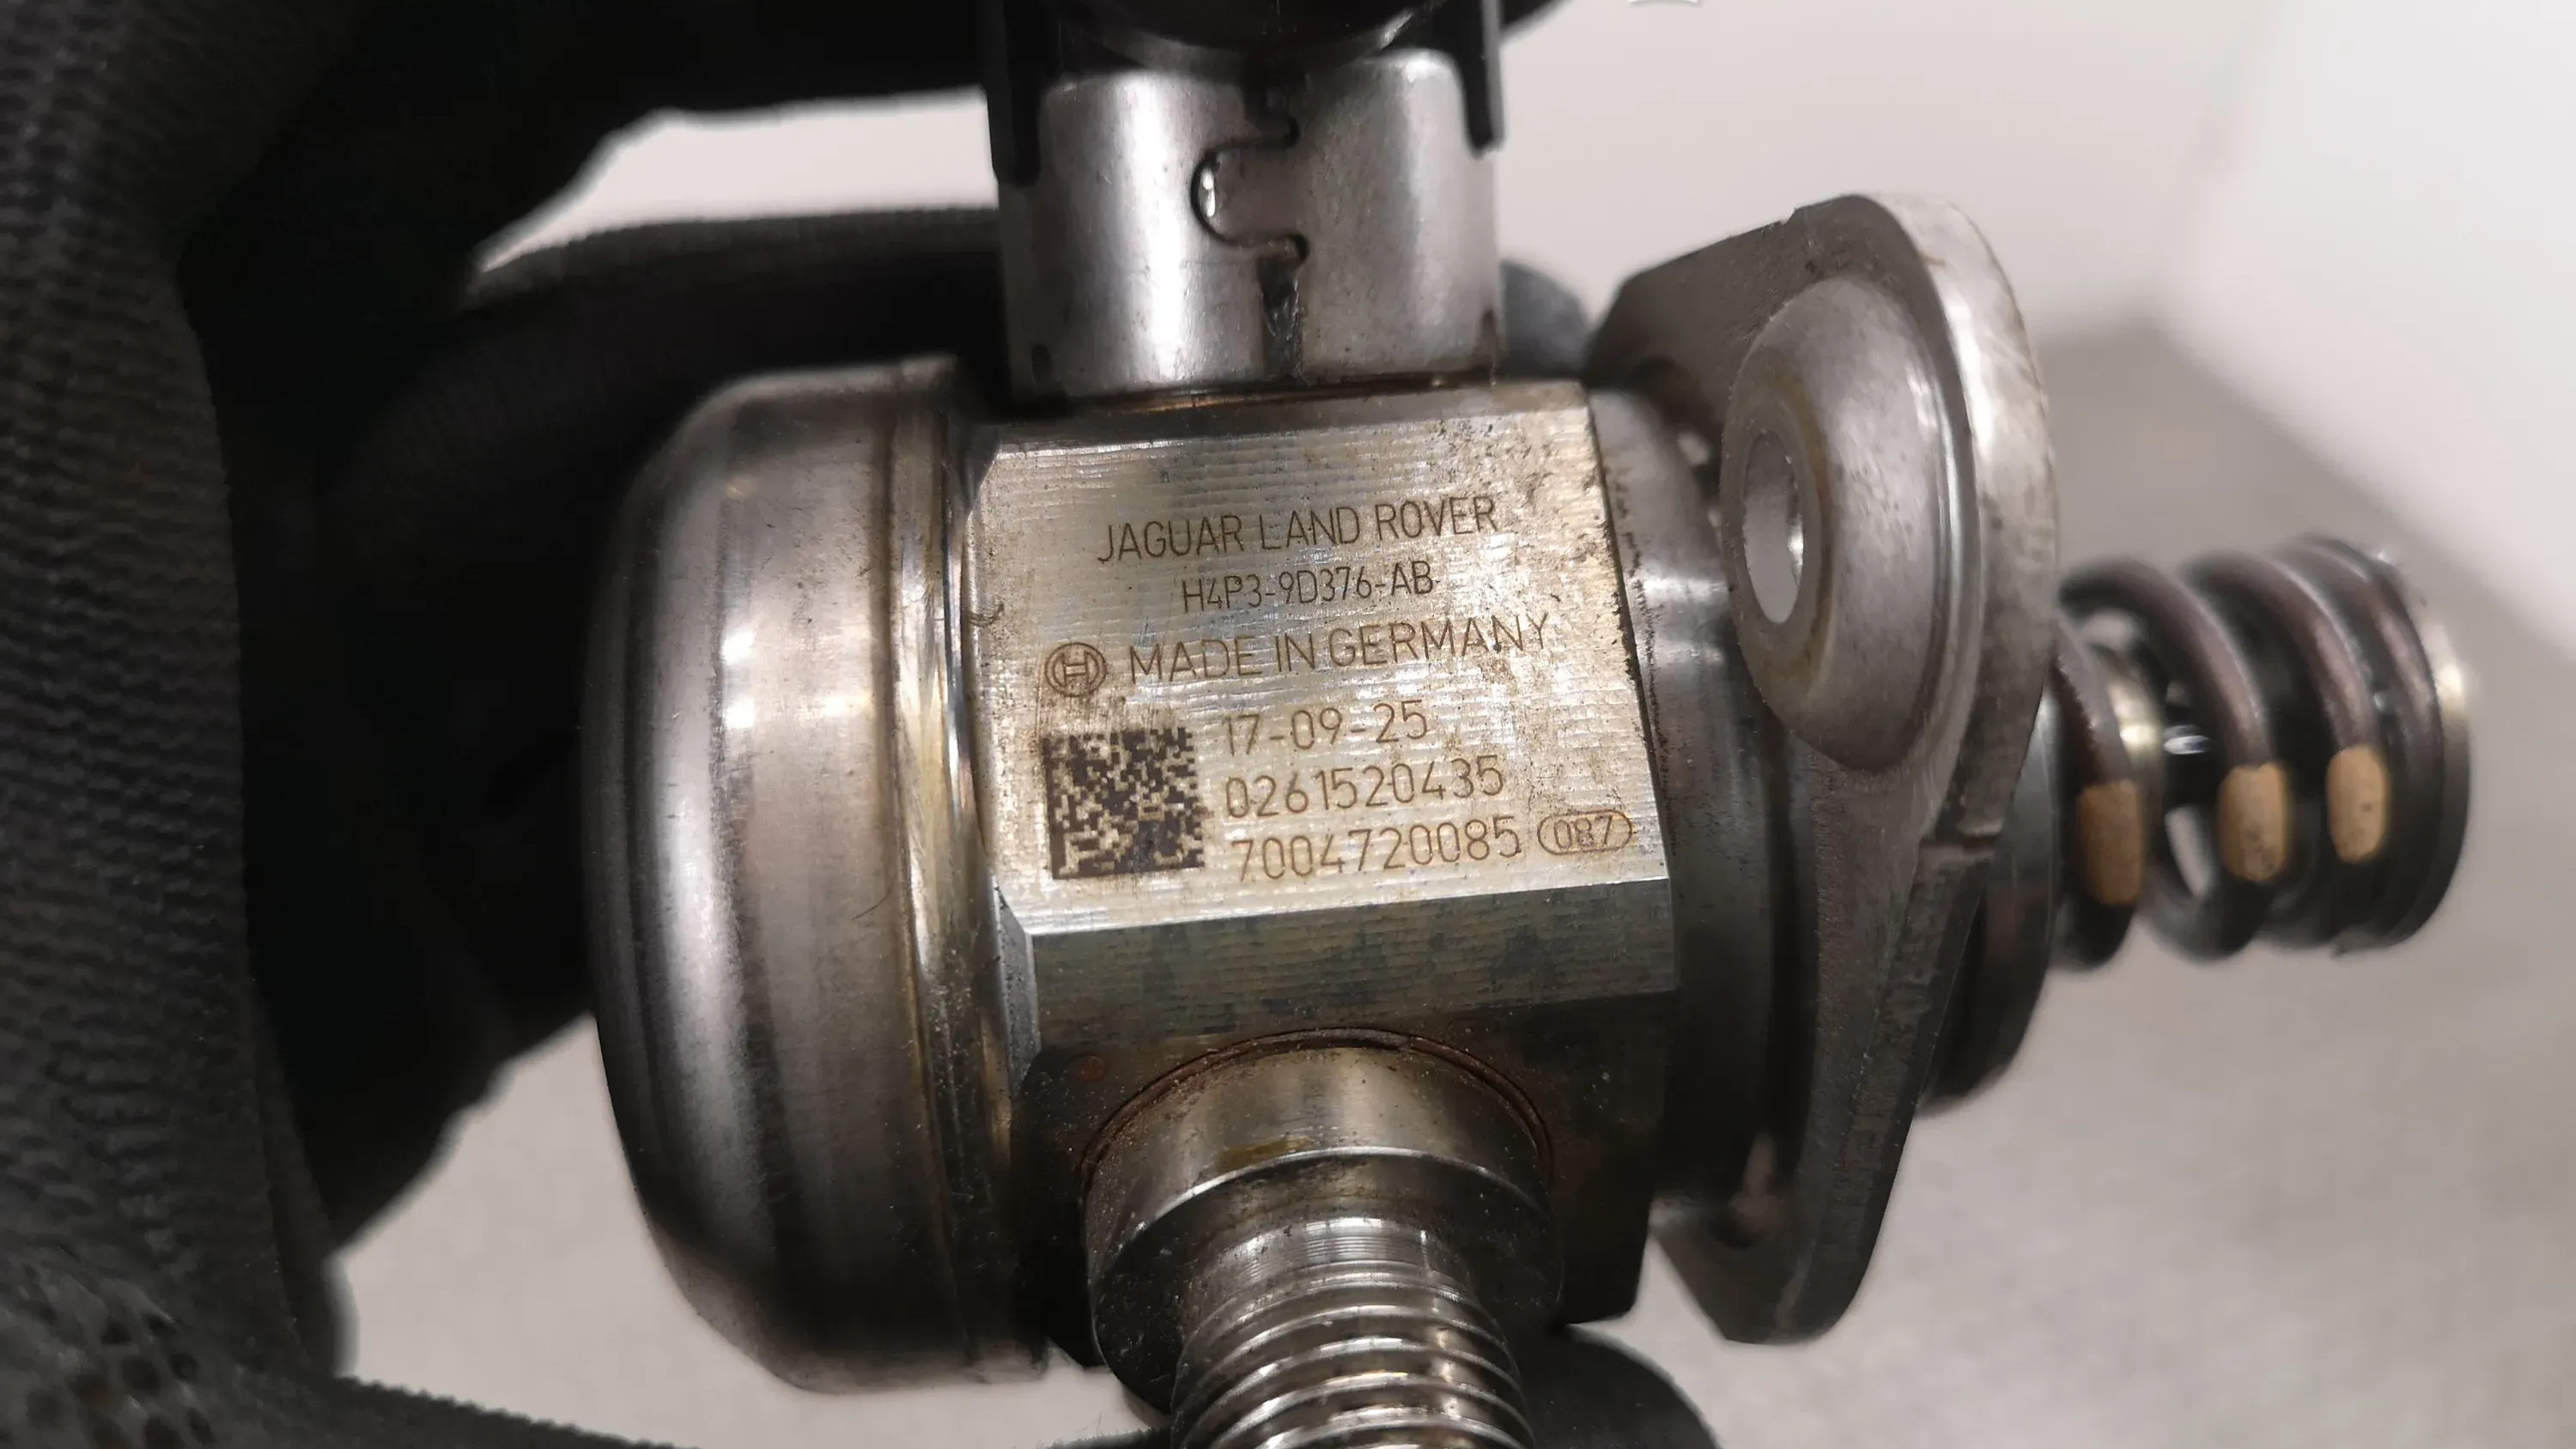 JAGUAR LAND ROVER
H4P3-9D376-AB
MADE IN GERMANY
17-09-25
0261520435
7004720085 087